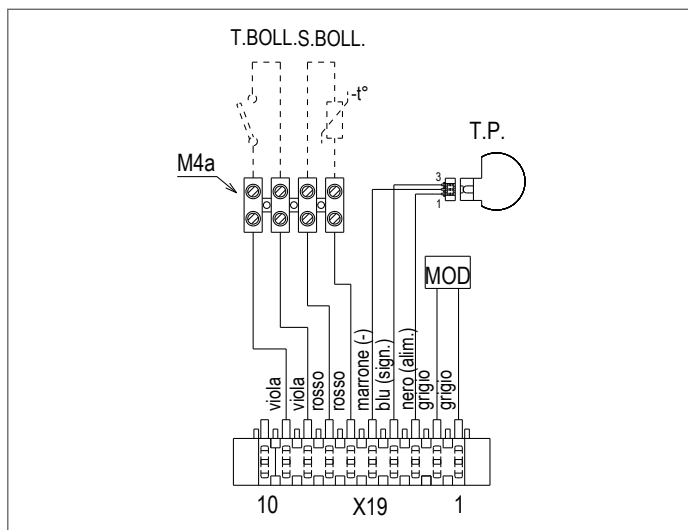 T.BOLL. S.BOLL.
-t°
T.P.
M4a
3
1
MOD
viola
viola
rosso
rosso
marrone (-)
blu (sign.)
nero (alim.)
grigio
grigio
10 X19 1